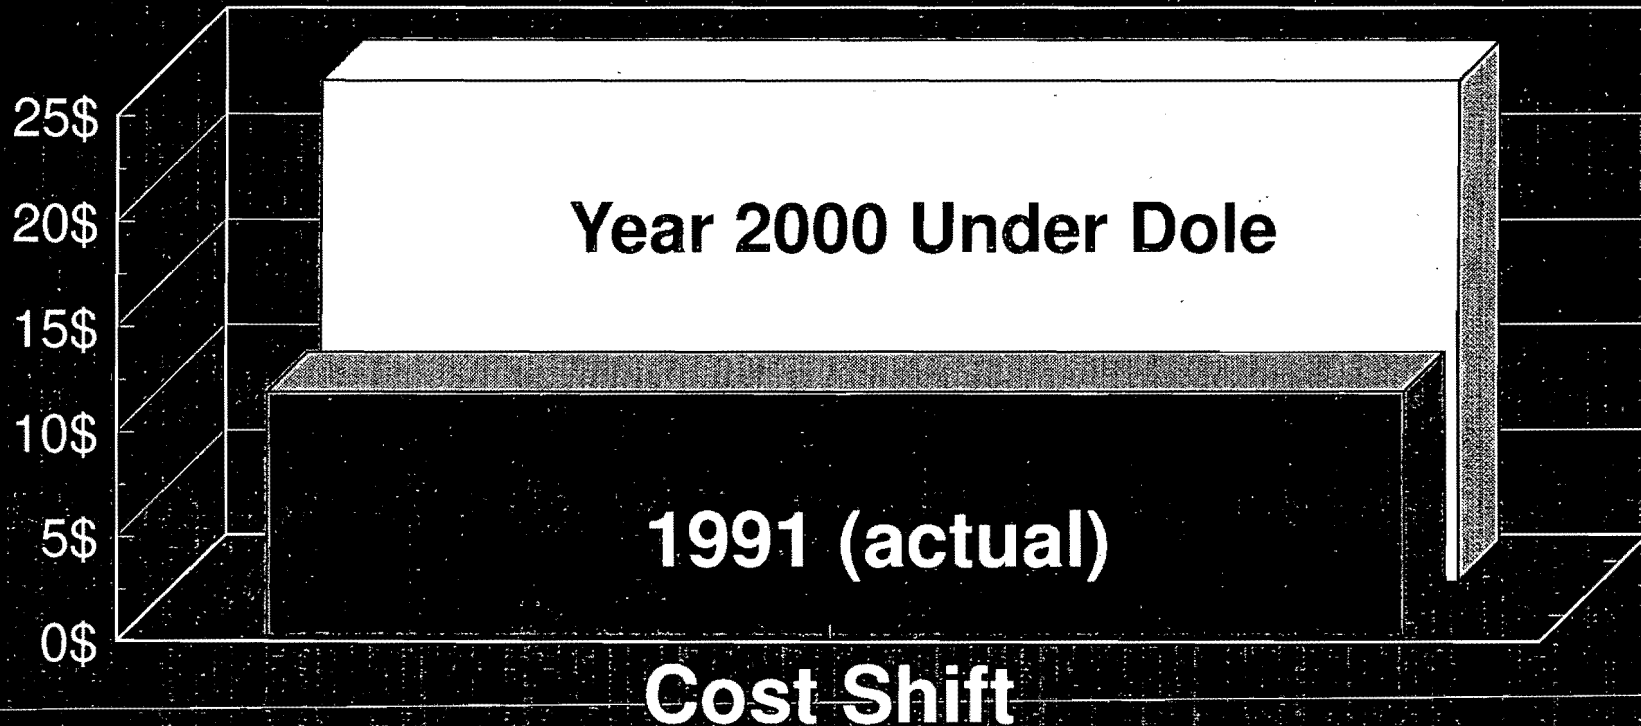 25$
20$
15$
10$
5$
0$
Year 2000 Under Dole
1991 (actual)
Cost Shift